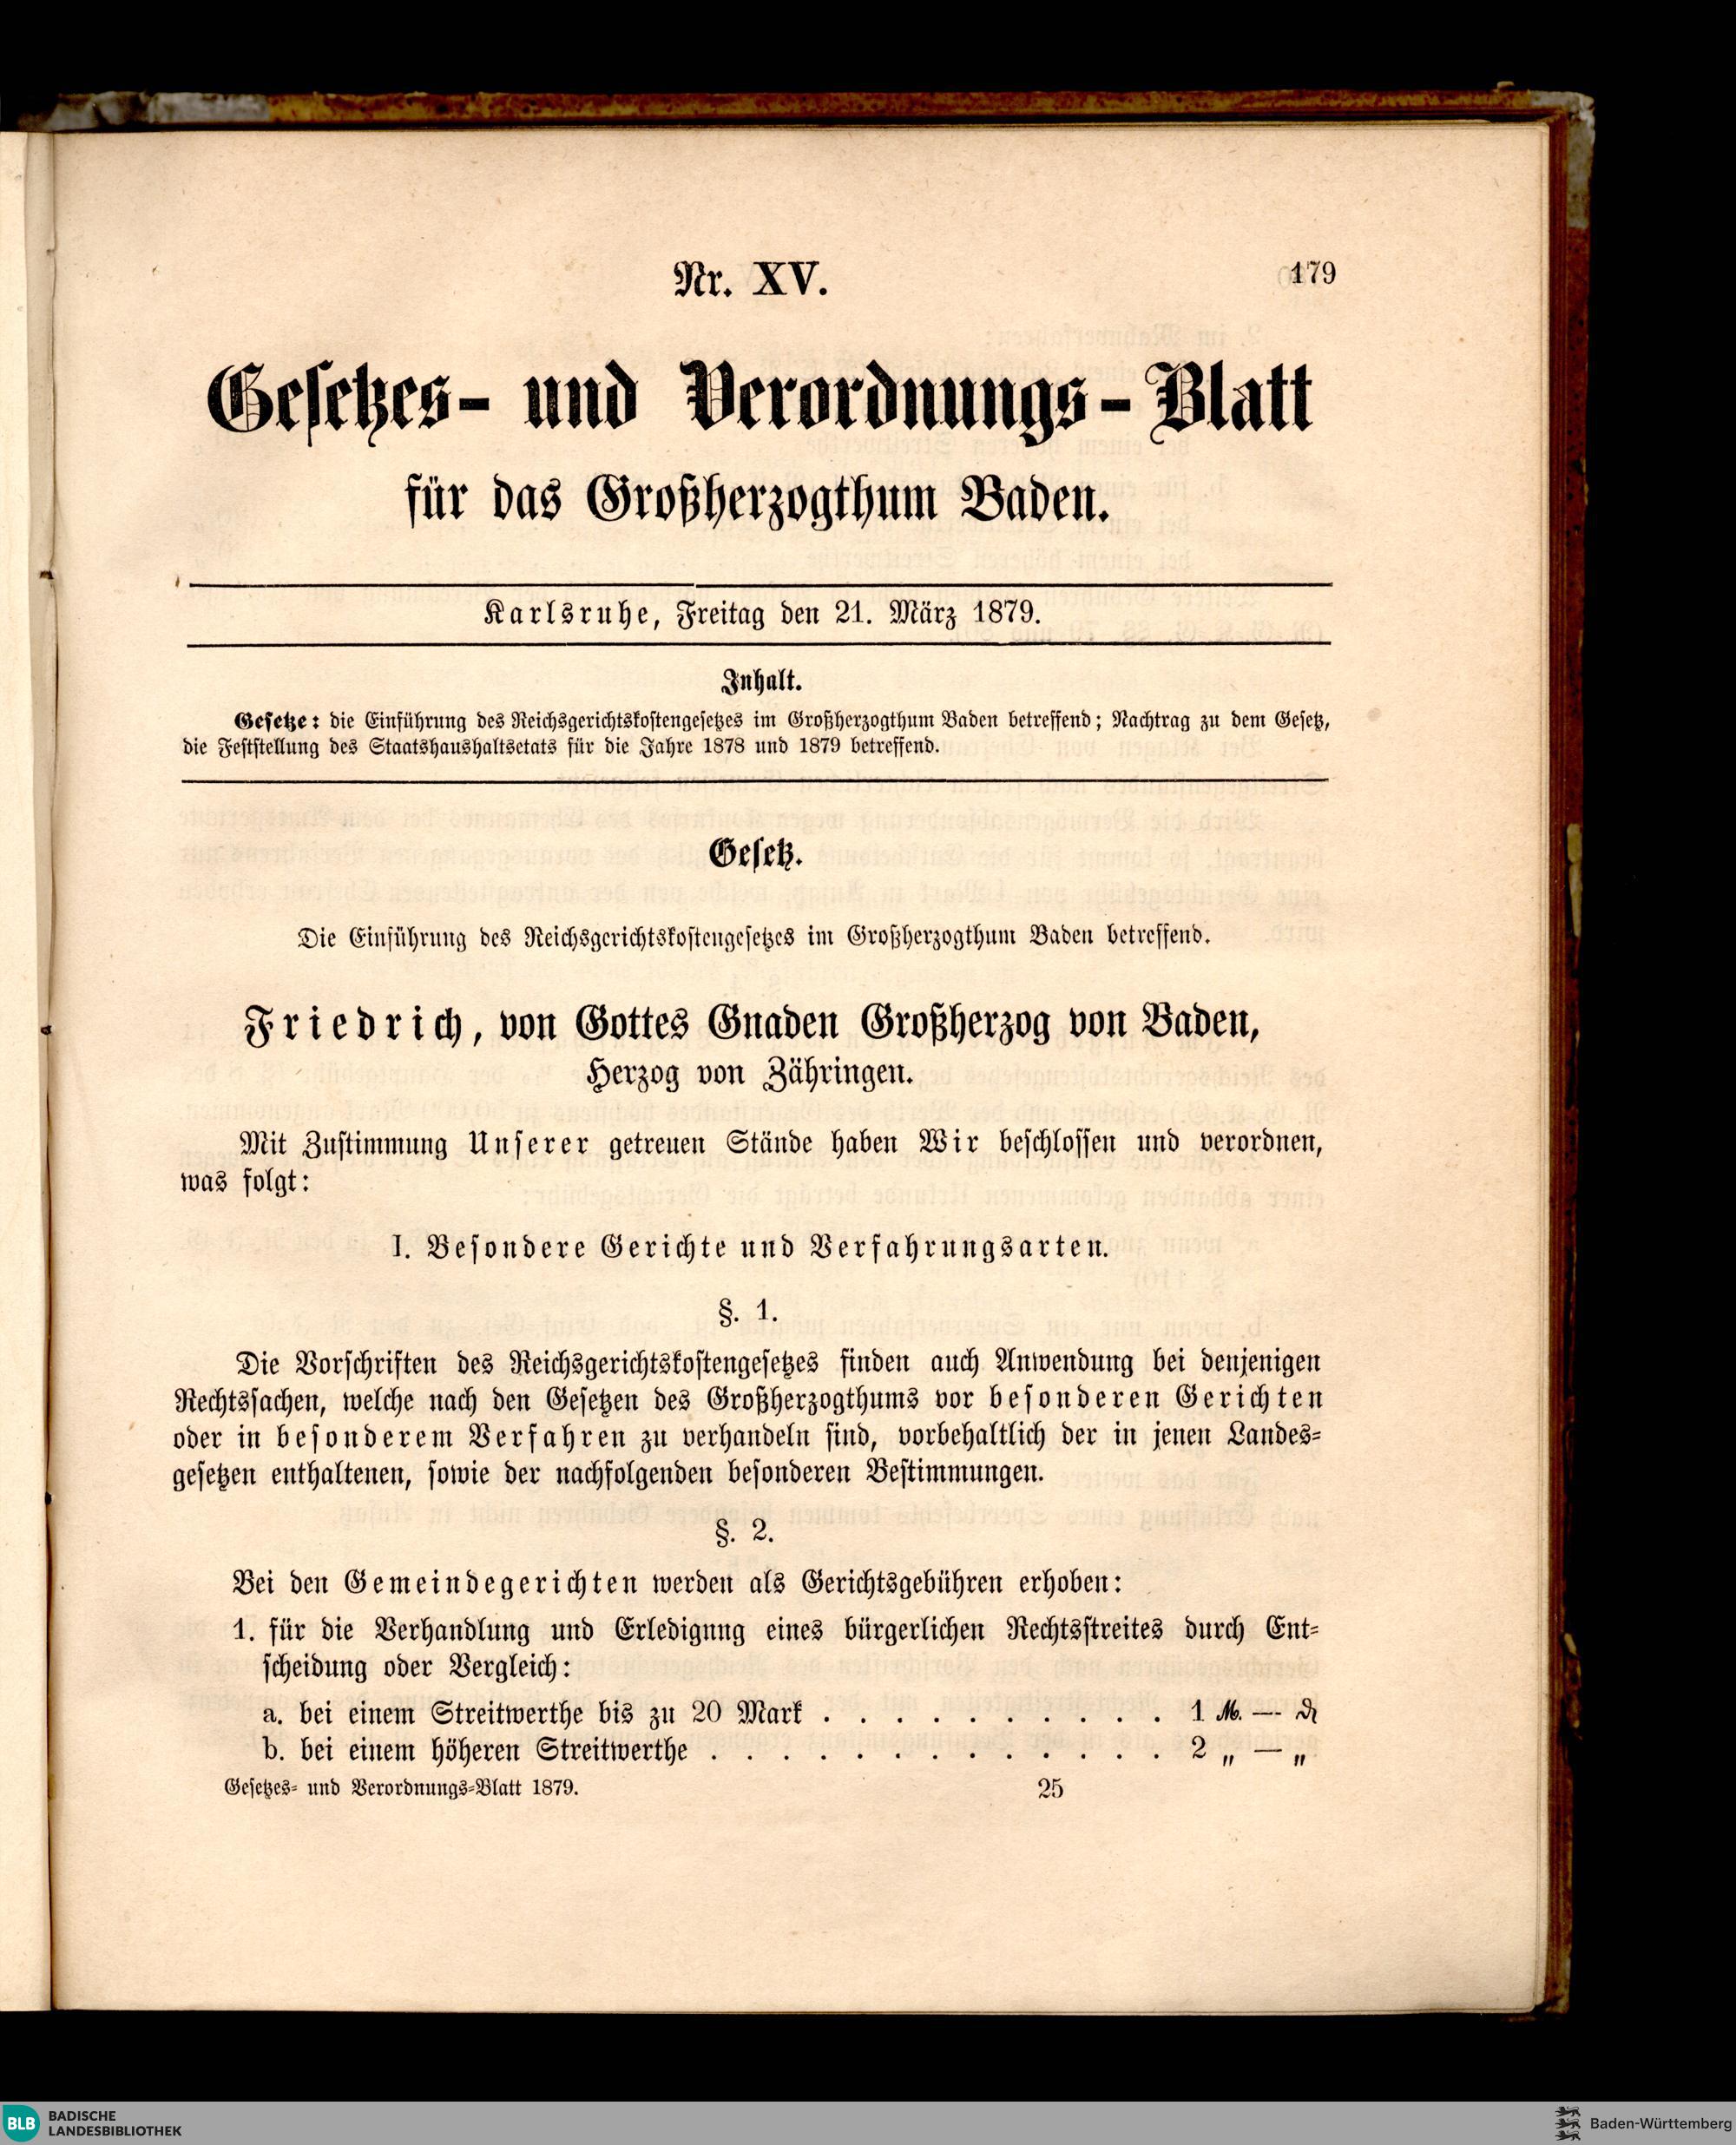 Nr. XV.
179
Gesetzes- und Verordnungs-Blatt
für das Großherzogthum Baden.
Karlsruhe, Freitag den 21. März 1879.
Inhalt.
Gesetze: die Einführung des Reichsgerichtskostengesetzes im Großherzogthum Baden betreffend; Nachtrag zu dem Gesetz,
die Feststellung des Staatshaushaltsetats für die Jahre 1878 und 1879 betreffend.
Gesetz.
Die Einführung des Reichsgerichtskostengesetzes im Großherzogthum Baden betreffend.
Friedrich, von Gottes Gnaden Großherzog von Baden,
Herzog von Zähringen.
Mit Zustimmung Unserer getreuen Stände haben Wir beschlossen und verordnen,
was folgt:
I. Besondere Gerichte und Verfahrungsarten.
§. 1.
Die Vorschriften des Reichsgerichtskostengesetzes finden auch Anwendung bei denjenigen
Rechtssachen, welche nach den Gesetzen des Großherzogthums vor besonderen Gerichten
oder in besonderem Verfahren zu verhandeln sind, vorbehaltlich der in jenen Landes-
gesetzen enthaltenen, sowie der nachfolgenden besonderen Bestimmungen.
§. 2.
Bei den Gemeindegerichten werden als Gerichtsgebühren erhoben:
1. für die Verhandlung und Erledigung eines bürgerlichen Rechtsstreites durch Ent-
scheidung oder Vergleich:
a. bei einem Streitwerthe bis zu 20 Mark . . . . . . . . . . 1 M. — ₰
b. bei einem höheren Streitwerthe . . . . . . . . . . . . . 2 „ — „
Gesetzes- und Verordnungs-Blatt 1879. 25
BLB BADISCHE
LANDESBIBLIOTHEK
Baden-Württemberg